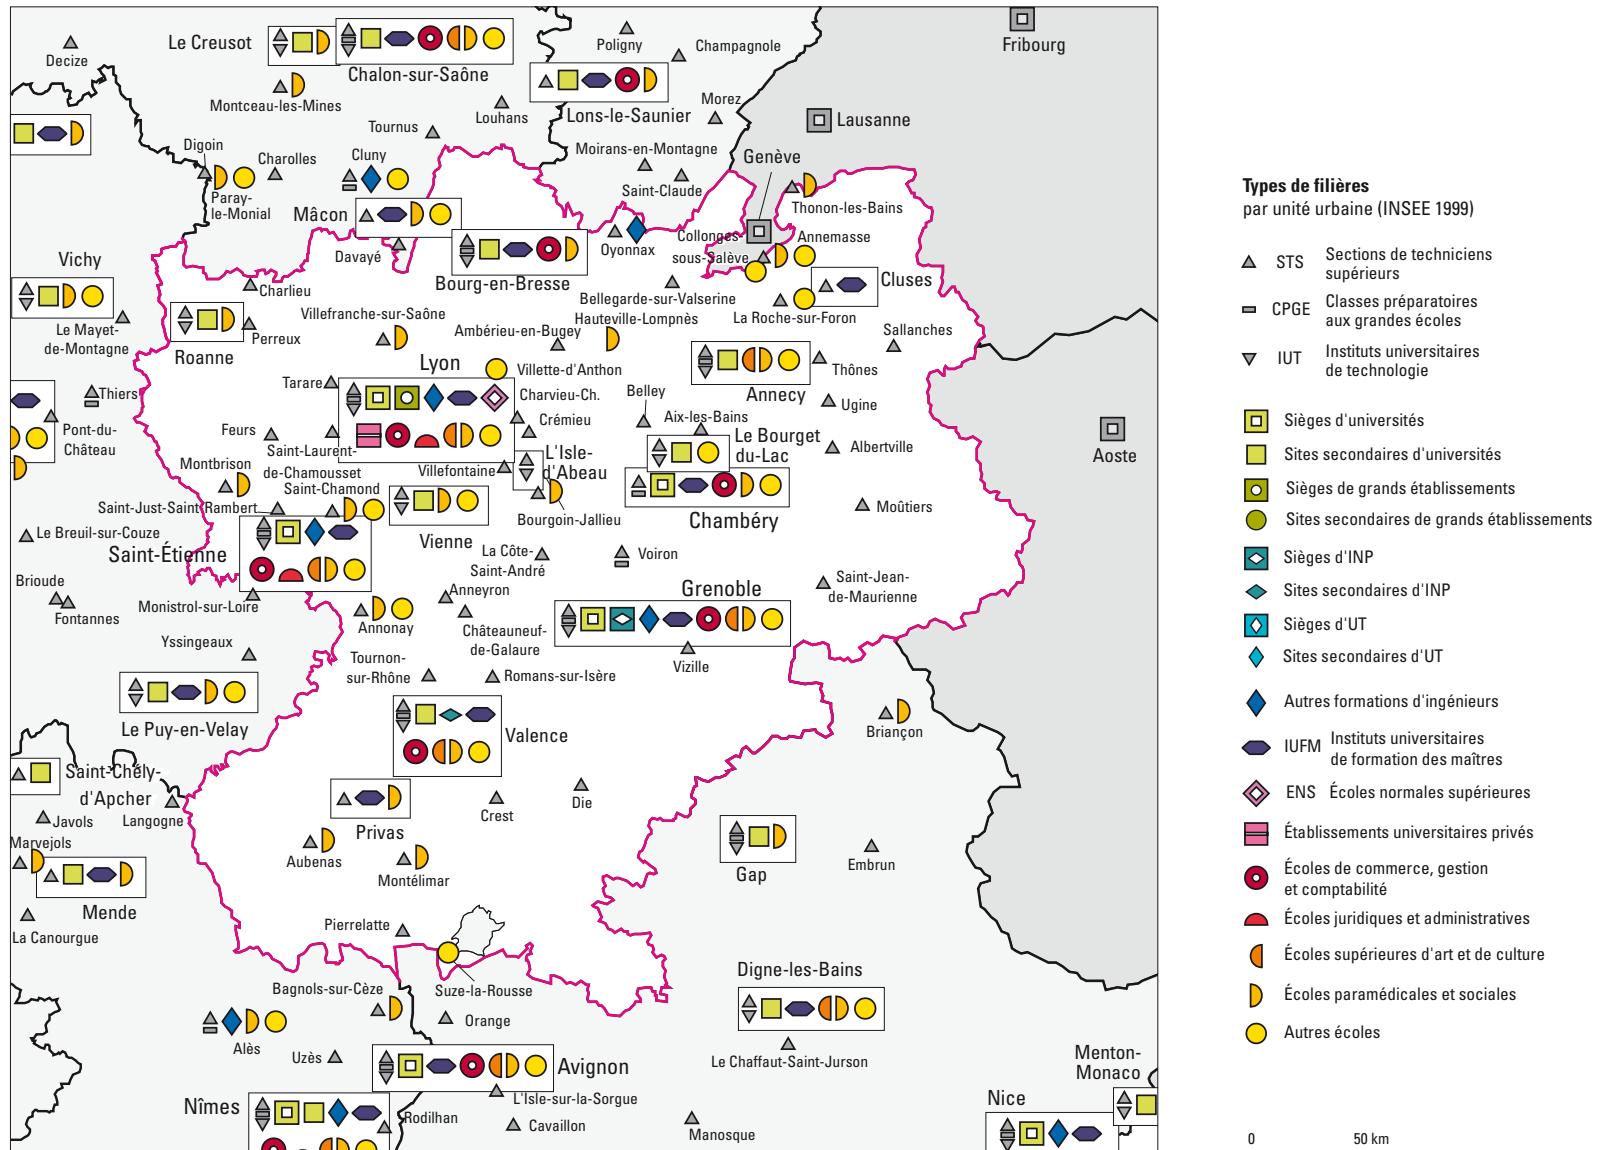 Decize
Le Creusot
Chalon-sur-Saône
Montceau-les-Mines
Louhans
Tournus
Poligny
Champagnole
Lons-le-Saunier
Morez
Moirans-en-Montagne
Saint-Claude
Fribourg
Lausanne
Genève
Digoin
Charolles
Cluny
Paray-
le-Monial
Mâcon
Davayé
Bourg-en-Bresse
Oyonnax
Collonges-
sous-Salève
Thonon-les-Bains
Annemasse
Vichy
Le Mayet-
de-Montagne
Charlieu
Perreux
Roanne
Villefranche-sur-Saône
Ambérieu-en-Bugey
Hauteville-Lompnès
Bellegarde-sur-Valserine
La Roche-sur-Foron
Cluses
Sallanches
Thiers
Pont-du-
Château
Tarare
Lyon
Villette-d'Anthon
Charvieu-Ch.
Crémieu
Belley
Aix-les-Bains
Annecy
Thônes
Ugine
Albertville
Le Bourget
du-Lac
Aoste
Feurs
Saint-Laurent-
de-Chamousset
Montbrison
Saint-Chamond
Saint-Just-Saint-Rambert
Villefontaine
L'Isle-
d'Abeau
Bourgoin-Jallieu
Chambéry
Moûtiers
Le Breuil-sur-Couze
Saint-Étienne
Vienne
La Côte-
Saint-André
Voiron
Brioude
Fontannes
Monistrol-sur-Loire
Anneyron
Annonay
Châteauneuf-
de-Galaure
Grenoble
Saint-Jean-
de-Maurienne
Yssingeaux
Tournon-
sur-Rhône
Romans-sur-Isère
Vizille
Le Puy-en-Velay
Valence
Briançon
Saint-Chély-
d'Apcher
Javols
Langogne
Privas
Crest
Die
Marvejols
Aubenas
Montélimar
Gap
Embrun
Mende
La Canourgue
Pierrelatte
Suze-la-Rousse
Digne-les-Bains
Bagnols-sur-Cèze
Orange
Alès
Uzès
Le Chaffaut-Saint-Jurson
Avignon
L'Isle-sur-la-Sorgue
Nîmes
Rodilhan
Cavaillon
Manosque
Menton-
Monaco
Nice
Types de filières
par unité urbaine (INSEE 1999)
STS Sections de techniciens
supérieurs
CPGE Classes préparatoires
aux grandes écoles
IUT Instituts universitaires
de technologie
Sièges d'universités
Sites secondaires d'universités
Sièges de grands établissements
Sites secondaires de grands établissements
Sièges d'INP
Sites secondaires d'INP
Sièges d'UT
Sites secondaires d'UT
Autres formations d'ingénieurs
IUFM Instituts universitaires
de formation des maîtres
ENS Écoles normales supérieures
Établissements universitaires privés
Écoles de commerce, gestion
et comptabilité
Écoles juridiques et administratives
Écoles supérieures d'art et de culture
Écoles paramédicales et sociales
Autres écoles
0 50 km